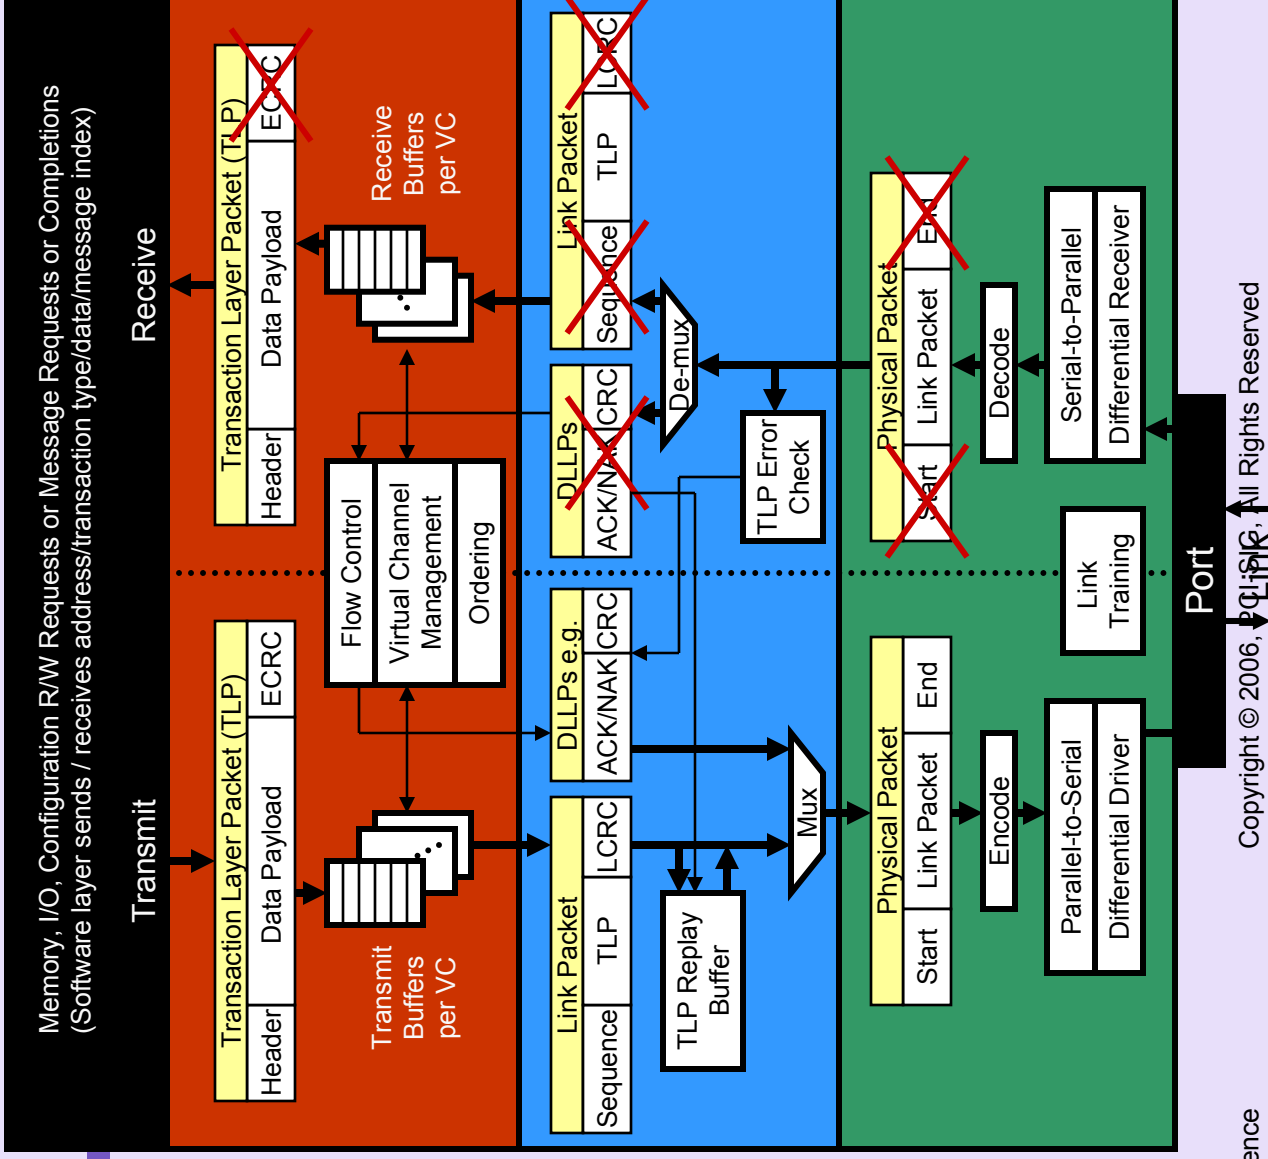 Memory, I/O, Configuration R/W Requests or Message Requests or Completions
(Software layer sends / receives address/transaction type/data/message index)
Transmit
Receive
Transaction Layer Packet (TLP)
Header
Data Payload
ECRC
Transaction Layer Packet (TLP)
Header
Data Payload
ECRC
Transmit
Buffers
per VC
Flow Control
Virtual Channel
Management
Ordering
Receive
Buffers
per VC
Link Packet
Sequence
TLP
LCRC
DLLPs e.g.
ACK/NAK
CRC
DLLPs
ACK/NAK
CRC
Link Packet
Sequence
TLP
LCRC
TLP Replay
Buffer
Mux
TLP Error
Check
De-mux
Physical Packet
Start
Link Packet
End
Physical Packet
Start
Link Packet
End
Encode
Decode
Parallel-to-Serial
Differential Driver
Link
Training
Serial-to-Parallel
Differential Receiver
Port
Link
Copyright © 2006, PCI-SIG, All Rights Reserved
ence